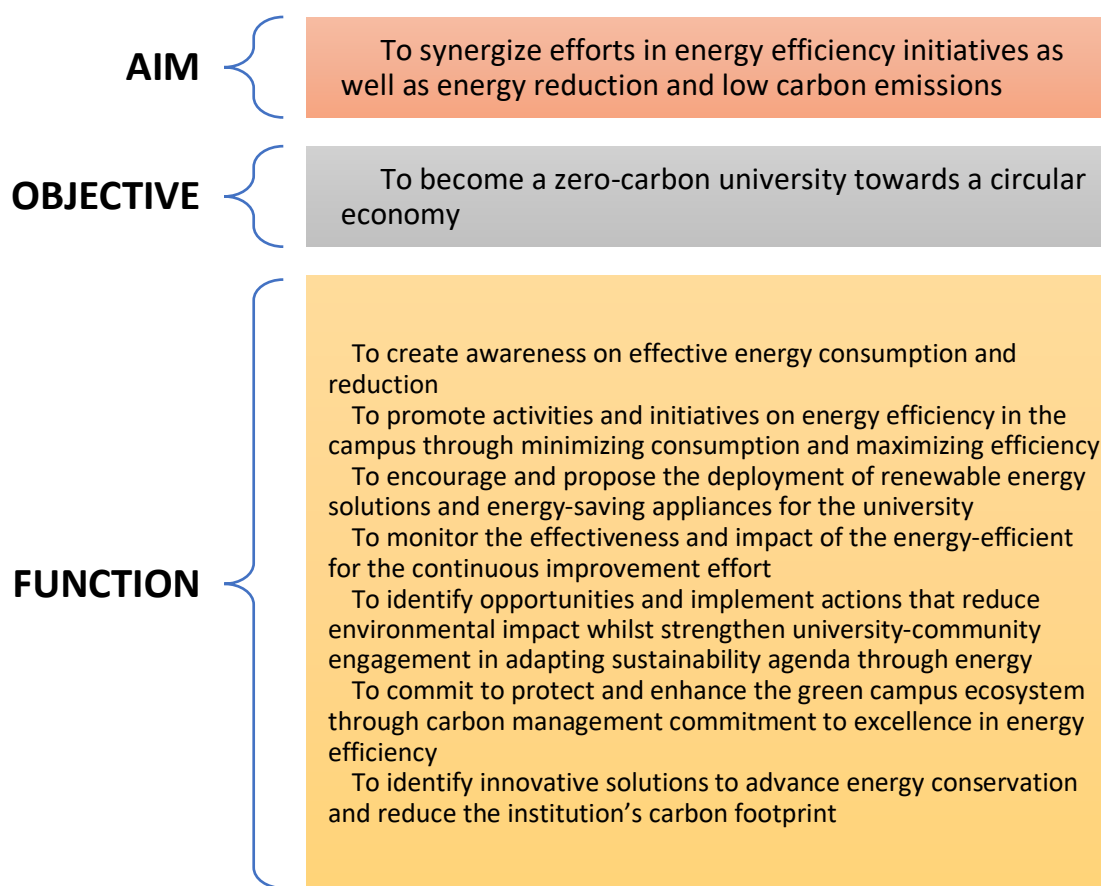 AIM
To synergize efforts in energy efficiency initiatives as
well as energy reduction and low carbon emissions
OBJECTIVE
To become a zero-carbon university towards a circular
economy
FUNCTION
To create awareness on effective energy consumption and
reduction
To promote activities and initiatives on energy efficiency in the
campus through minimizing consumption and maximizing efficiency
To encourage and propose the deployment of renewable energy
solutions and energy-saving appliances for the university
To monitor the effectiveness and impact of the energy-efficient
for the continuous improvement effort
To identify opportunities and implement actions that reduce
environmental impact whilst strengthen university-community
engagement in adapting sustainability agenda through energy
To commit to protect and enhance the green campus ecosystem
through carbon management commitment to excellence in energy
efficiency
To identify innovative solutions to advance energy conservation
and reduce the institution’s carbon footprint